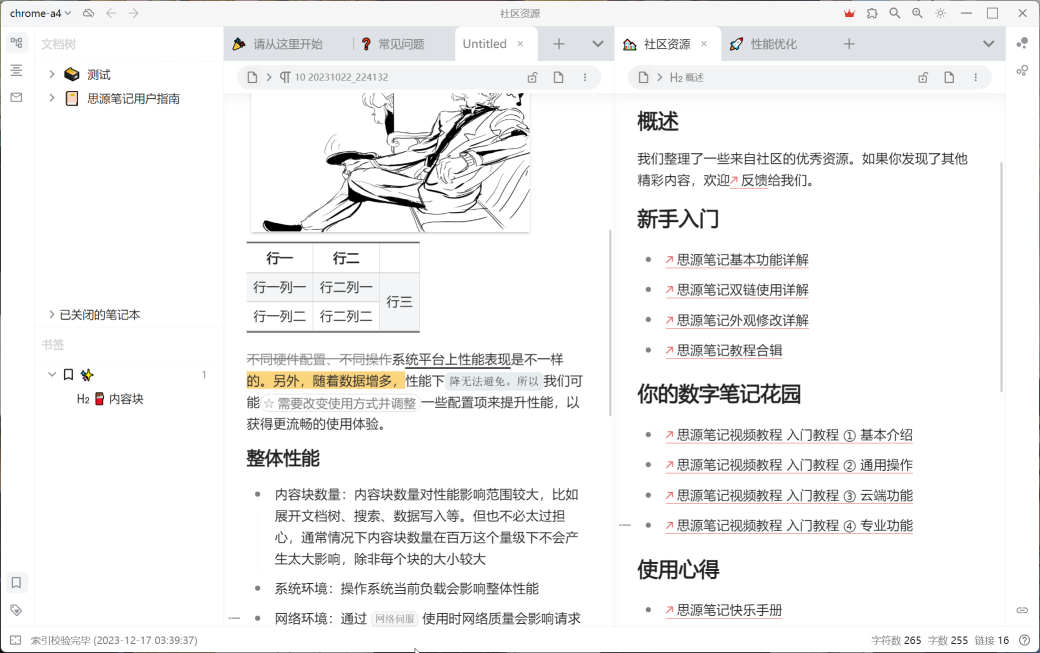 chrome-a4
社区资源
文档树
测试
思源笔记用户指南
已关闭的笔记本
书签
1
H2 内容块
请从这里开始
常见问题
Untitled
10 20231022_224132
行一 行二
行一列一 行二列一 行三
行一列二 行二列二
不同硬件配置、不同操作系统平台上性能表现是不一样
的。另外，随着数据增多，性能下降无法避免。所以我们可
能 需要改变使用方式并调整一些配置项来提升性能，以
获得更流畅的使用体验。
整体性能
内容块数量：内容块数量对性能影响范围较大，比如
展开文档树、搜索、数据写入等。但也不必太过担
心，通常情况下内容块数量在百万这个量级下不会产
生太大影响，除非每个块的大小较大
系统环境：操作系统当前负载会影响整体性能
网络环境：通过 网络伺服 使用时网络质量会影响请求
社区资源
性能优化
H2 概述
概述
我们整理了一些来自社区的优秀资源。如果你发现了其他
精彩内容，欢迎反馈给我们。
新手入门
思源笔记基本功能详解
思源笔记双链使用详解
思源笔记外观修改详解
思源笔记教程合辑
你的数字笔记花园
思源笔记视频教程 入门教程 ① 基本介绍
思源笔记视频教程 入门教程 ② 通用操作
思源笔记视频教程 入门教程 ③ 云端功能
思源笔记视频教程 入门教程 ④ 专业功能
使用心得
思源笔记快乐手册
索引校验完毕 (2023-12-17 03:39:37)
字符数 265 字数 255 链接 16